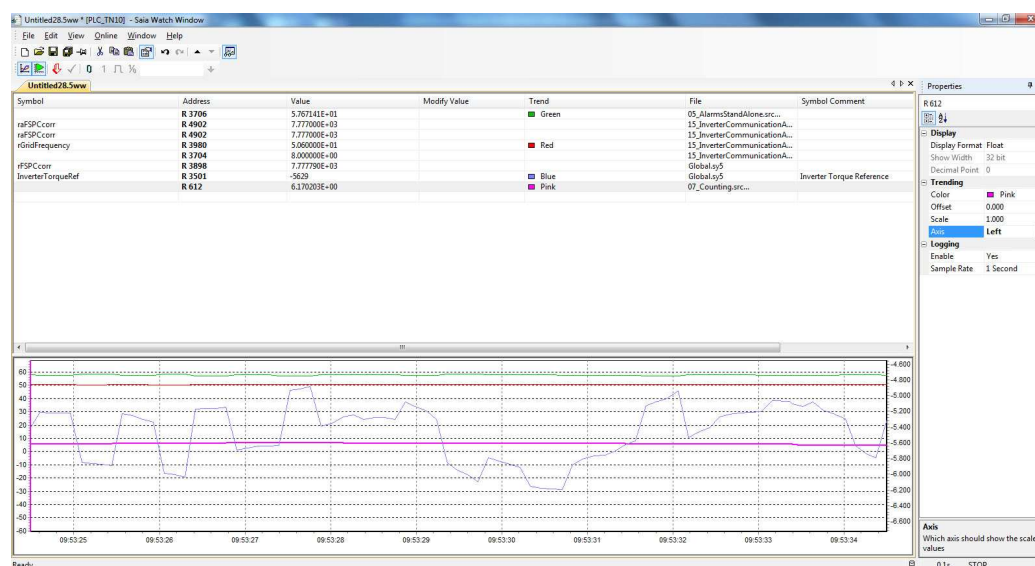 Untitled28.5ww * [PLC_TN10] - Saia Watch Window
File Edit View Online Window Help
Untitled28.5ww
Symbol Address Value Modify Value Trend File Symbol Comment
R 3706 5.767141E+01 Green 05_AlarmsStandAlone.src...
raFSPCcorr R 4902 7.777000E+03 15_InverterCommunicationA...
raFSPCcorr R 4902 7.777000E+03 15_InverterCommunicationA...
rGridFrequency R 3980 5.060000E+01 Red 15_InverterCommunicationA...
R 3704 8.000000E+00 15_InverterCommunicationA...
rFSPCcorr R 3898 7.777790E+03 Global.sy5
InverterTorqueRef R 3501 -5629 Blue Global.sy5 Inverter Torque Reference
R 612 6.170203E+00 Pink 07_Counting.src...
Properties
R 612
Display
Display Format Float
Show Width 32 bit
Decimal Point 0
Trending
Color Pink
Offset 0.000
Scale 1.000
Axis Left
Logging
Enable Yes
Sample Rate 1 Second
60
50
40
30
20
10
0
-10
-20
-30
-40
-50
-60
-4.600
-4.800
-5.000
-5.200
-5.400
-5.600
-5.800
-6.000
-6.200
-6.400
-6.600
09:53:25 09:53:26 09:53:27 09:53:28 09:53:29 09:53:30 09:53:31 09:53:32 09:53:33 09:53:34
Axis
Which axis should show the scale
values
Ready 0.1s STOP